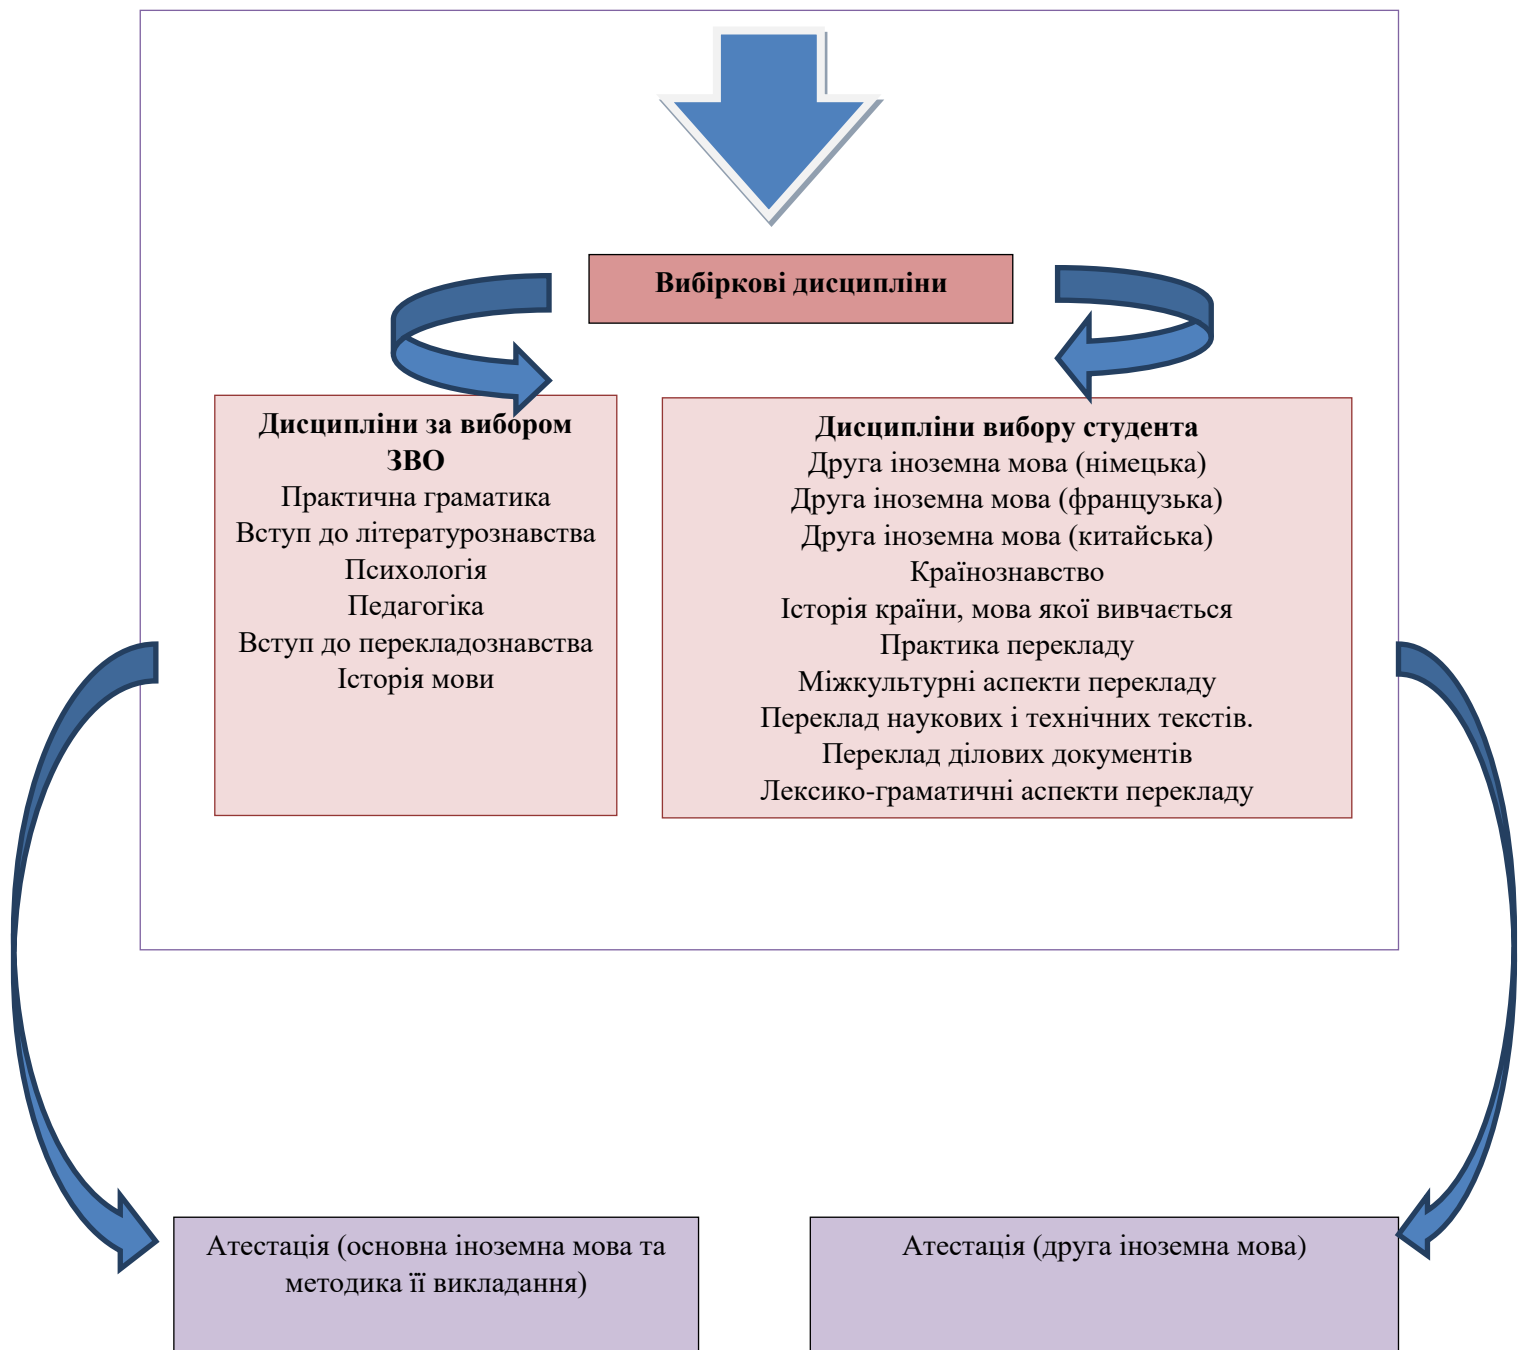 Вибіркові дисципліни
Дисципліни за вибором
ЗВО
Практична граматика
Вступ до літературознавства
Психологія
Педагогіка
Вступ до перекладознавства
Історія мови
Дисципліни вибору студента
Друга іноземна мова (німецька)
Друга іноземна мова (французька)
Друга іноземна мова (китайська)
Країнознавство
Історія країни, мова якої вивчається
Практика перекладу
Міжкультурні аспекти перекладу
Переклад наукових і технічних текстів.
Переклад ділових документів
Лексико-граматичні аспекти перекладу
Атестація (основна іноземна мова та
методика її викладання)
Атестація (друга іноземна мова)